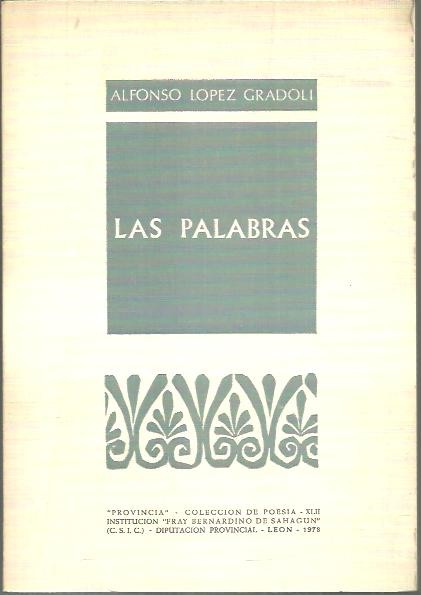 ALFONSO LOPEZ GRADOLI
LAS PALABRAS
"PROVINCIA" - COLECCION DE POESIA - XLII
INSTITUCION "FRAY BERNARDINO DE SAHAGUN"
(C. S. I. C.) - DIPUTACION PROVINCIAL - LEON - 1978